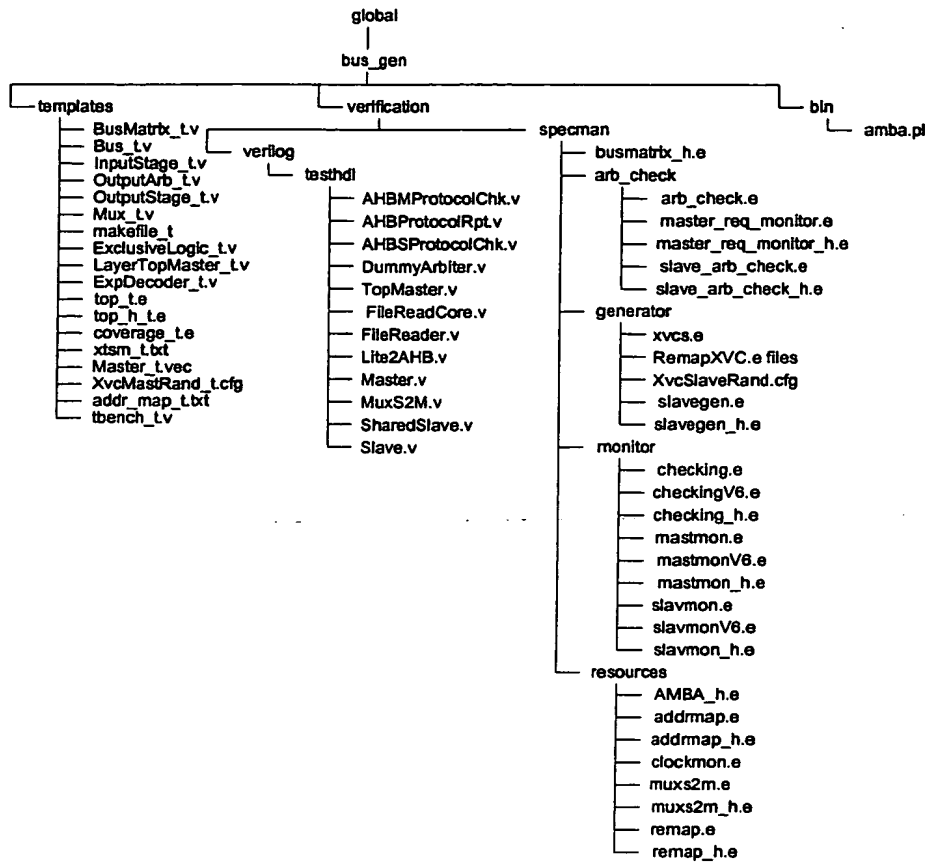 global
bus_gen
templates
BusMatrix_t.v
Bus_t.v
InputStage_t.v
OutputArb_t.v
OutputStage_t.v
Mux_t.v
makefile_t
ExclusiveLogic_t.v
LayerTopMaster_t.v
ExpDecoder_t.v
top_t.e
top_h_t.e
coverage_t.e
xtsm_t.txt
Master_t.vec
XvcMastRand_t.cfg
addr_map_t.txt
tbench_t.v
verification
verilog
testhdl
AHBMProtocolChk.v
AHBProtocolRpt.v
AHBSProtocolChk.v
DummyArbiter.v
TopMaster.v
FileReadCore.v
FileReader.v
Lite2AHB.v
Master.v
MuxS2M.v
SharedSlave.v
Slave.v
specman
busmatrix_h.e
arb_check
arb_check.e
master_req_monitor.e
master_req_monitor_h.e
slave_arb_check.e
slave_arb_check_h.e
generator
xvcs.e
RemapXVC.e files
XvcSlaveRand.cfg
slavegen.e
slavegen_h.e
monitor
checking.e
checkingV6.e
checking_h.e
mastmon.e
mastmonV6.e
mastmon_h.e
slavmon.e
slavmonV6.e
slavmon_h.e
resources
AMBA_h.e
addrmap.e
addrmap_h.e
clockmon.e
muxs2m.e
muxs2m_h.e
remap.e
remap_h.e
bin
amba.pl